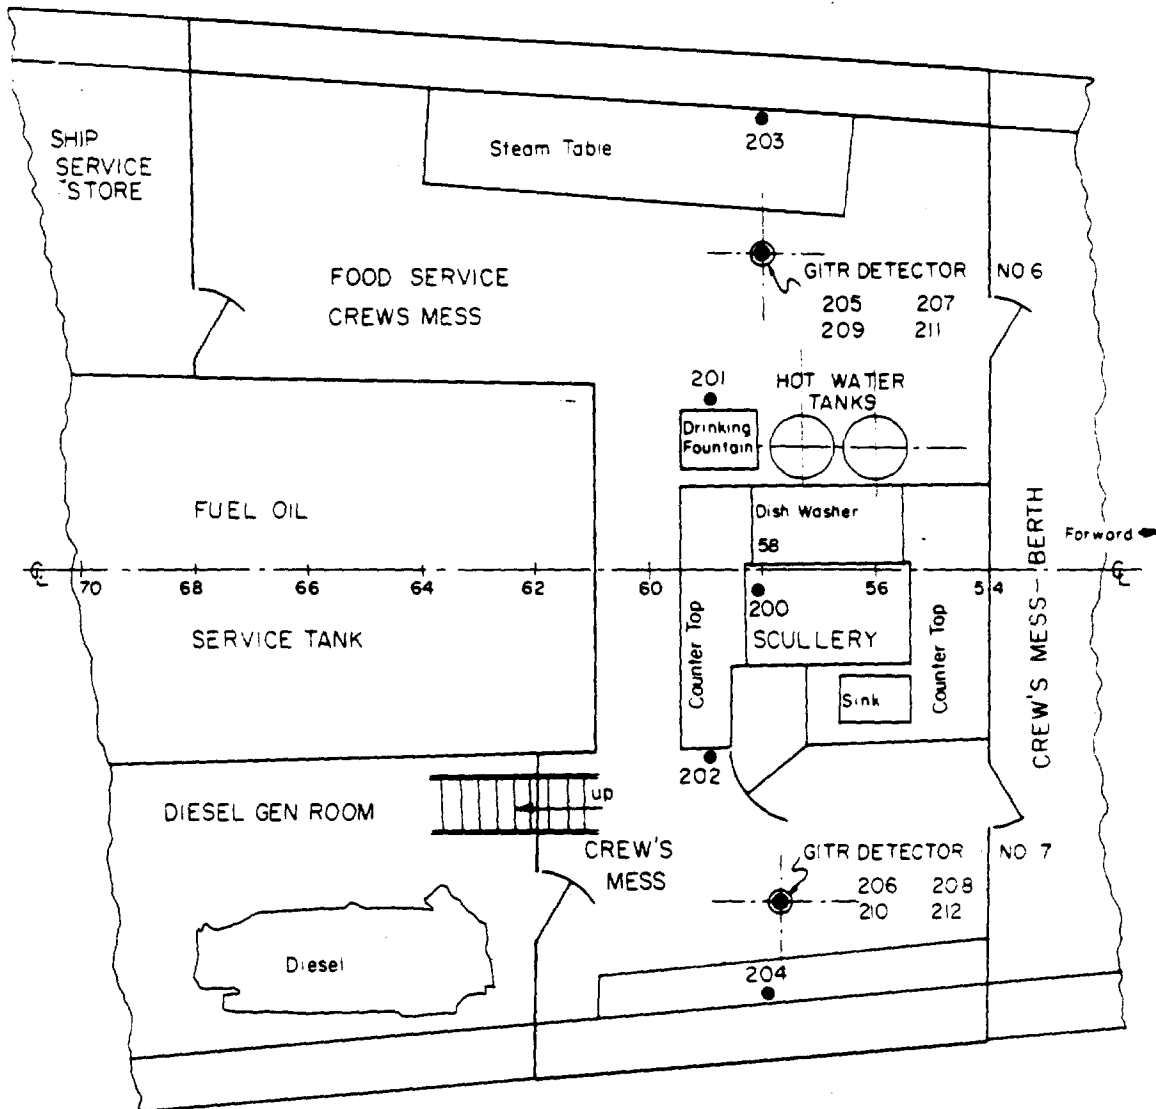 SHIP
SERVICE
STORE
Steam Table
203
FOOD SERVICE
CREWS MESS
GITR DETECTOR NO 6
205 207
209 211
201
HOT WATER
TANKS
Drinking
Fountain
FUEL OIL
Dish Washer
58
Forward
70 68 66 64 62 60 56 54
200
SERVICE TANK
SCULLERY
Counter Top
Counter Top
CREW'S MESS-BERTH
Sink
202
up
DIESEL GEN ROOM
CREW'S
MESS
GITR DETECTOR NO 7
206 208
210 212
Diesel
204